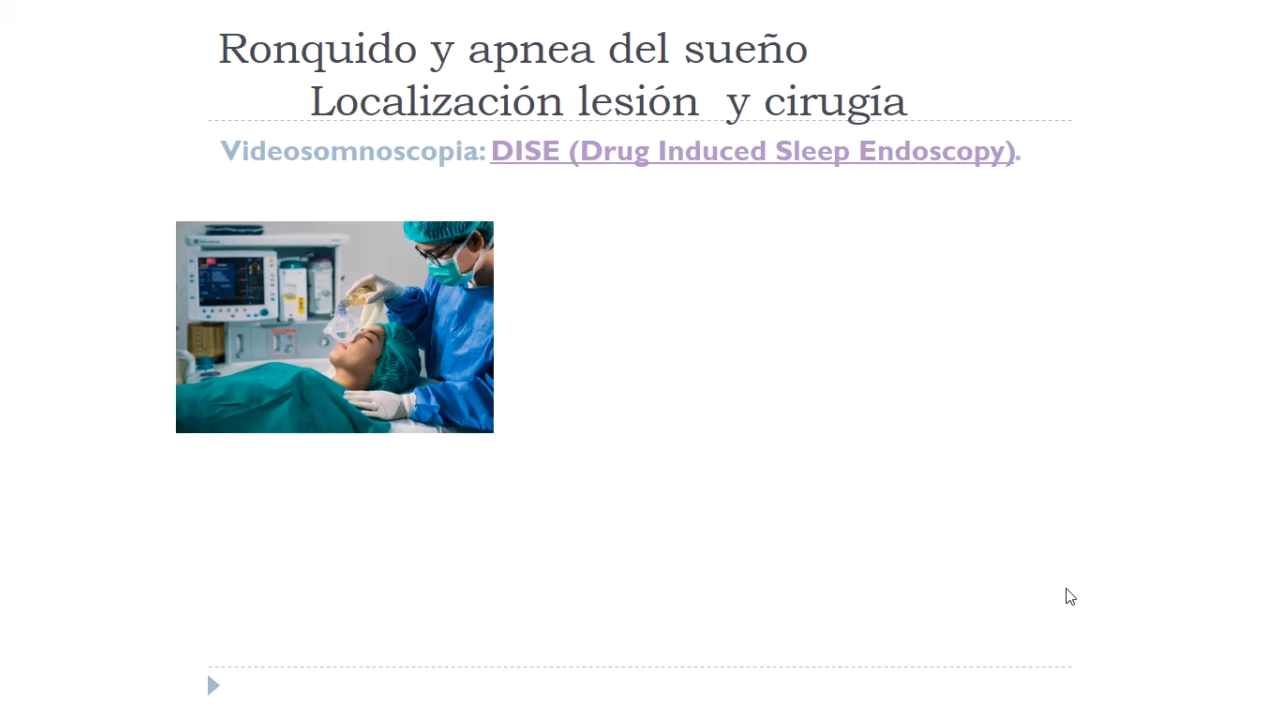 Ronquido y apnea del sueño
Localización lesión y cirugía
Videosomnoscopia: DISE (Drug Induced Sleep Endoscopy).